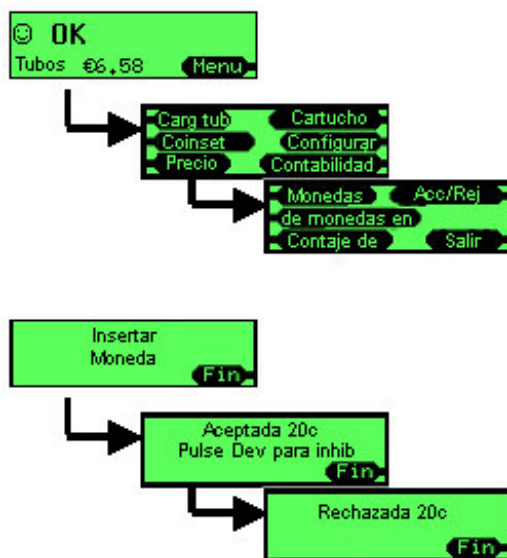 ☺ OK
Tubos €6.58 Menu
Carg tub Cartucho
Coinset Configurar
Precio Contabilidad
Monedas Acc/Rej
de monedas en
Contaje de Salir
Insertar
Moneda
Fin
Aceptada 20c
Pulse Dev para inhib
Fin
Rechazada 20c
Fin